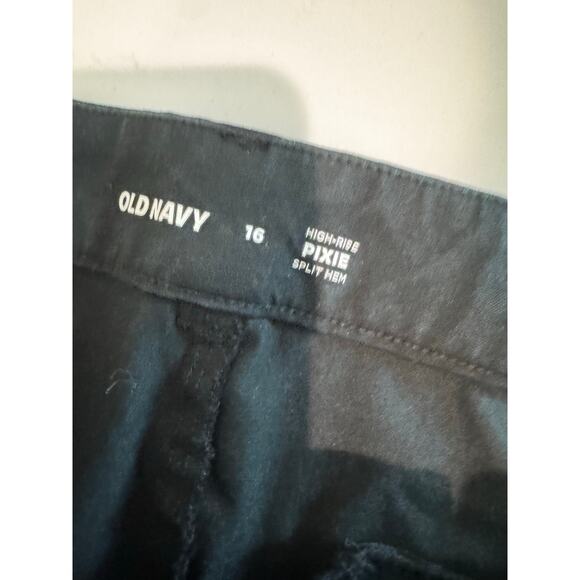 OLD NAVY
16
HIGH-RISE
PIXIE
SPLIT HEM